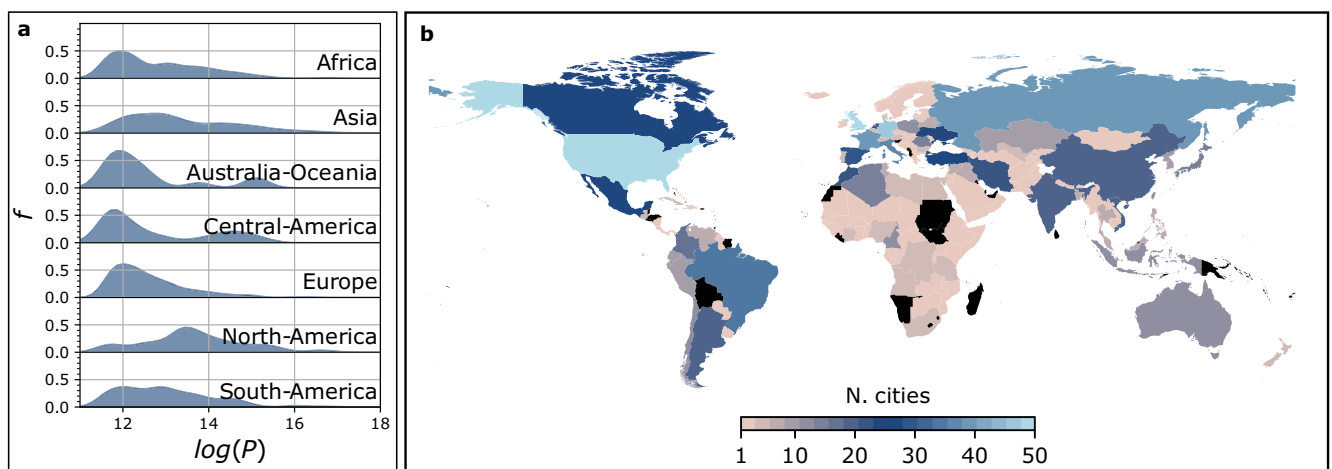 a
f
0.5
0.0
Africa
0.5
0.0
Asia
0.5
0.0
Australia-Oceania
0.5
0.0
Central-America
0.5
0.0
Europe
0.5
0.0
North-America
0.5
0.0
South-America
12 14 16 18
log(P)
b
N. cities
1 10 20 30 40 50